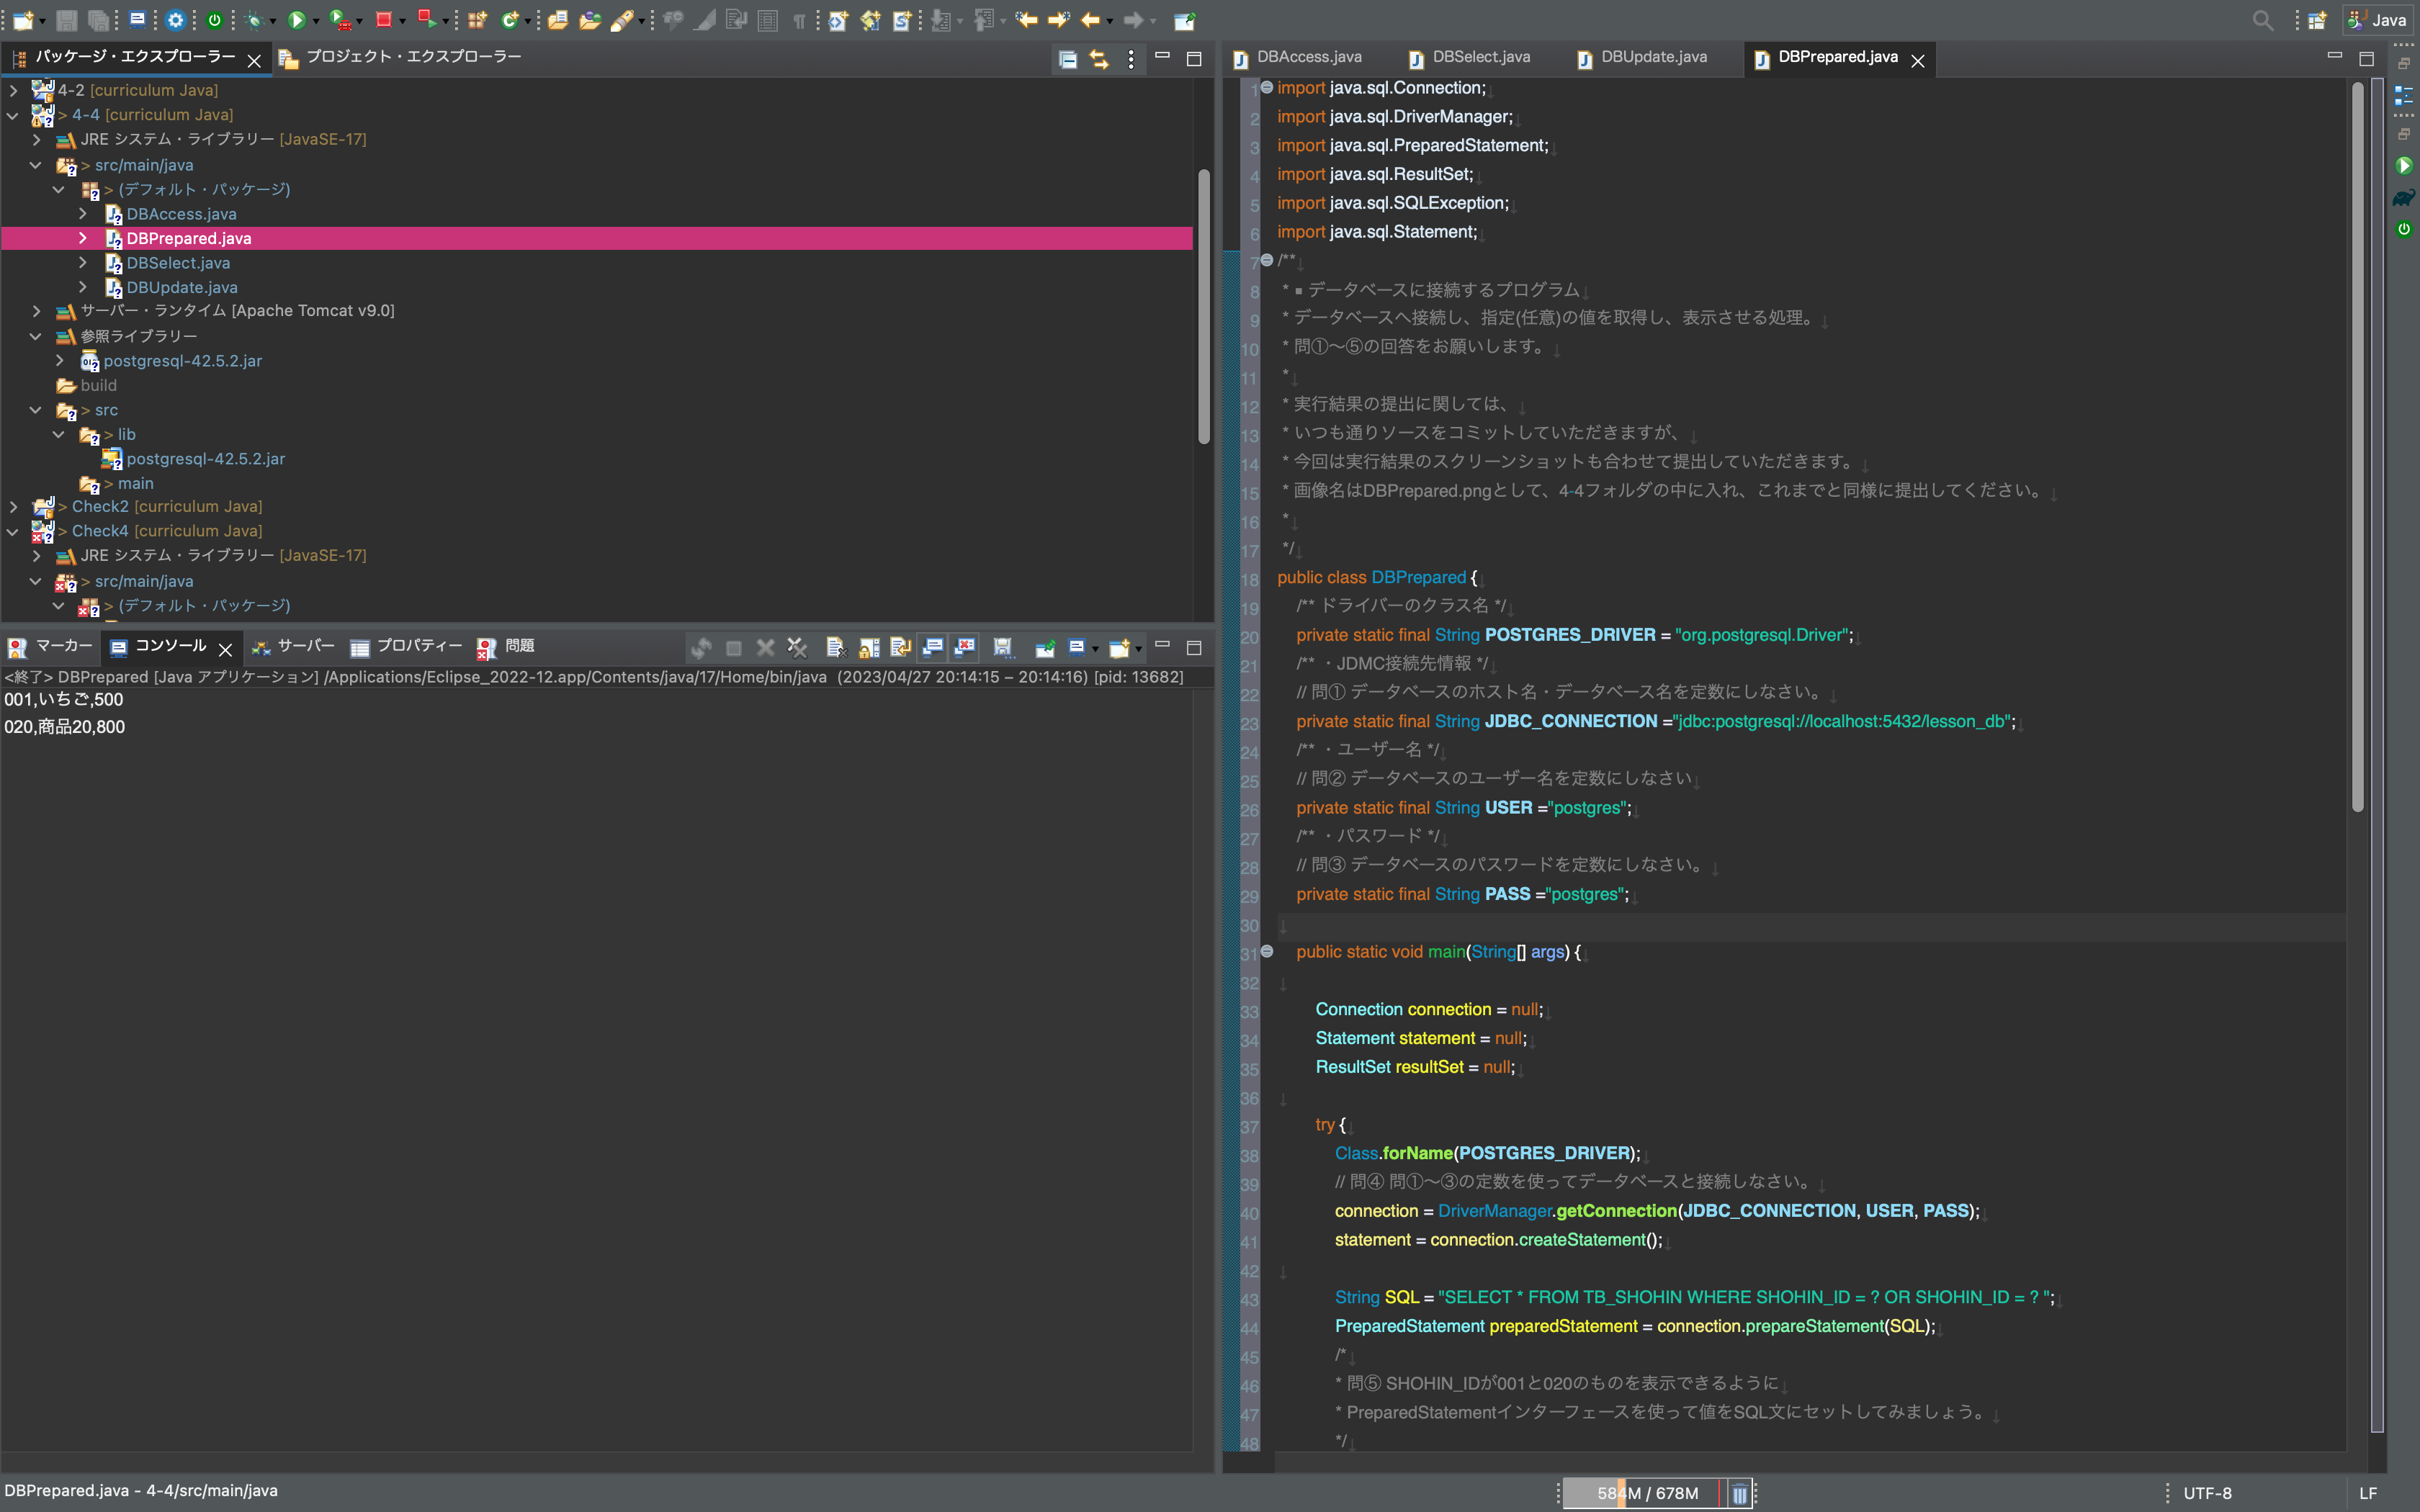 Java
パッケージ・エクスプローラー
プロジェクト・エクスプローラー
4-2 [curriculum Java]
> 4-4 [curriculum Java]
JRE システム・ライブラリー [JavaSE-17]
> src/main/java
> (デフォルト・パッケージ)
DBAccess.java
DBPrepared.java
DBSelect.java
DBUpdate.java
サーバー・ランタイム [Apache Tomcat v9.0]
参照ライブラリー
postgresql-42.5.2.jar
build
> src
> lib
postgresql-42.5.2.jar
> main
> Check2 [curriculum Java]
> Check4 [curriculum Java]
JRE システム・ライブラリー [JavaSE-17]
> src/main/java
> (デフォルト・パッケージ)
マーカー コンソール サーバー プロパティー 問題
<終了> DBPrepared [Java アプリケーション] /Applications/Eclipse_2022-12.app/Contents/java/17/Home/bin/java  (2023/04/27 20:14:15 – 20:14:16) [pid: 13682]
001,いちご,500
020,商品20,800
DBAccess.java DBSelect.java DBUpdate.java DBPrepared.java
1 import java.sql.Connection;
2 import java.sql.DriverManager;
3 import java.sql.PreparedStatement;
4 import java.sql.ResultSet;
5 import java.sql.SQLException;
6 import java.sql.Statement;
7 /**
8 * ▪ データベースに接続するプログラム
9 * データベースへ接続し、指定(任意)の値を取得し、表示させる処理。
10 * 問①〜⑤の回答をお願いします。
11 *
12 * 実行結果の提出に関しては、
13 * いつも通りソースをコミットしていただきますが、
14 * 今回は実行結果のスクリーンショットも合わせて提出していただきます。
15 * 画像名はDBPrepared.pngとして、4-4フォルダの中に入れ、これまでと同様に提出してください。
16 *
17 */
18 public class DBPrepared {
19 /** ドライバーのクラス名 */
20 private static final String POSTGRES_DRIVER = "org.postgresql.Driver";
21 /** ・JDMC接続先情報 */
22 // 問① データベースのホスト名・データベース名を定数にしなさい。
23 private static final String JDBC_CONNECTION ="jdbc:postgresql://localhost:5432/lesson_db";
24 /** ・ユーザー名 */
25 // 問② データベースのユーザー名を定数にしなさい
26 private static final String USER ="postgres";
27 /** ・パスワード */
28 // 問③ データベースのパスワードを定数にしなさい。
29 private static final String PASS ="postgres";
30
31 public static void main(String[] args) {
32
33 Connection connection = null;
34 Statement statement = null;
35 ResultSet resultSet = null;
36
37 try {
38 Class.forName(POSTGRES_DRIVER);
39 // 問④ 問①〜③の定数を使ってデータベースと接続しなさい。
40 connection = DriverManager.getConnection(JDBC_CONNECTION, USER, PASS);
41 statement = connection.createStatement();
42
43 String SQL = "SELECT * FROM TB_SHOHIN WHERE SHOHIN_ID = ? OR SHOHIN_ID = ? ";
44 PreparedStatement preparedStatement = connection.prepareStatement(SQL);
45 /*
46 * 問⑤ SHOHIN_IDが001と020のものを表示できるように
47 * PreparedStatementインターフェースを使って値をSQL文にセットしてみましょう。
48 */
DBPrepared.java - 4-4/src/main/java
584M / 678M
UTF-8
LF